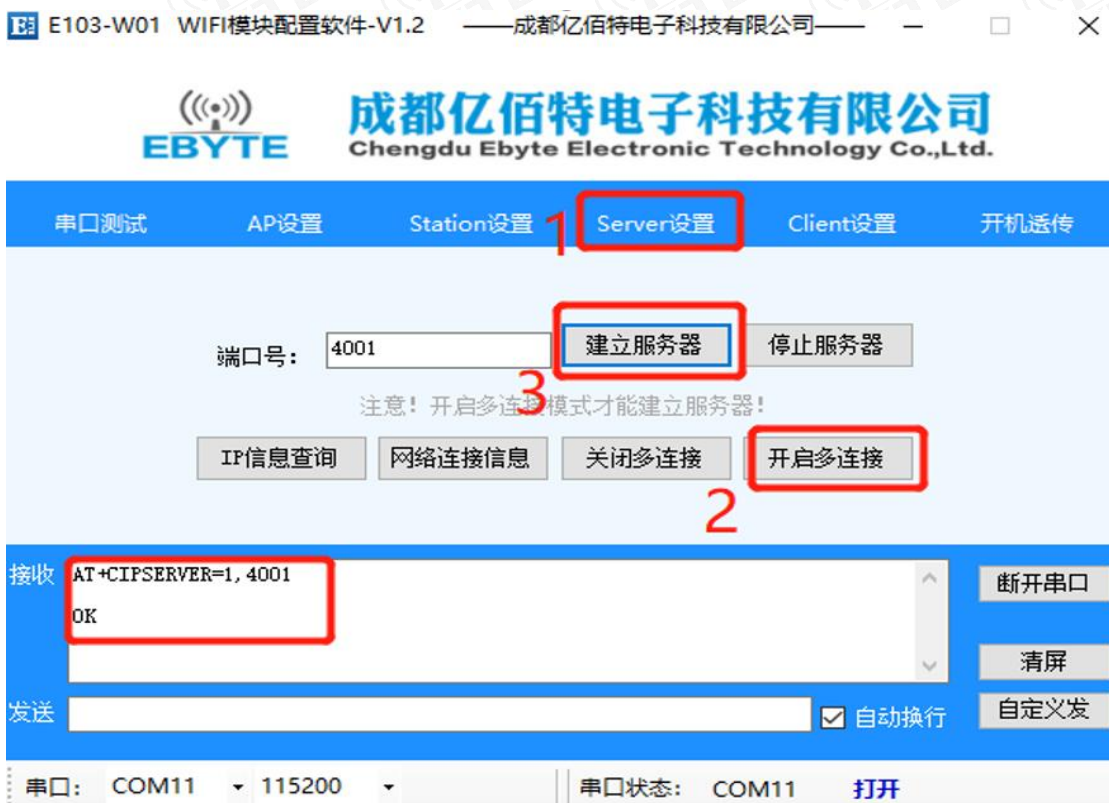 E103-W01 WIFI模块配置软件-V1.2 ——成都亿佰特电子科技有限公司——
EBYTE
成都亿佰特电子科技有限公司
Chengdu Ebyte Electronic Technology Co.,Ltd.
串口测试 AP设置 Station设置 1 Server设置 Client设置 开机透传
端口号: 4001 建立服务器 停止服务器
3
注意!开启多连接模式才能建立服务器!
IP信息查询 网络连接信息 关闭多连接 开启多连接
2
接收 AT+CIPSERVER=1,4001
OK
断开串口
清屏
发送 自动换行 自定义发
串口: COM11 115200 串口状态: COM11 打开